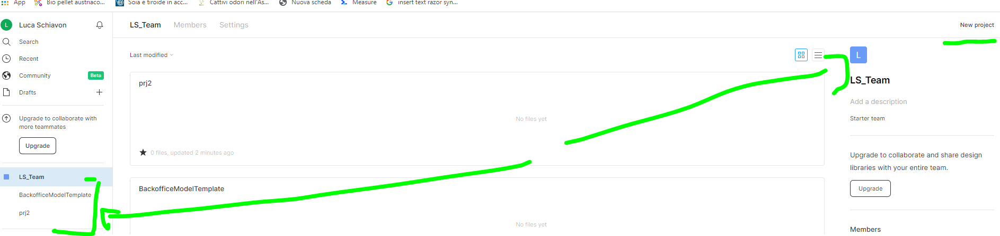 App Bio pellet austriaco... Soia e tiroide in acc... Cattivi odori nell'As... Nuova scheda Measure insert text razor syn...
L Luca Schiavon
Search
Recent
Community Beta
Drafts
Upgrade to collaborate with
more teammates
Upgrade
LS_Team
BackofficeModelTemplate
prj2
LS_Team Members Settings
New project
Last modified
prj2
No files yet
0 files, updated 2 minutes ago
BackofficeModelTemplate
No files yet
L
LS_Team
Add a description
Starter team
Upgrade to collaborate and share design
libraries with your entire team.
Upgrade
Members